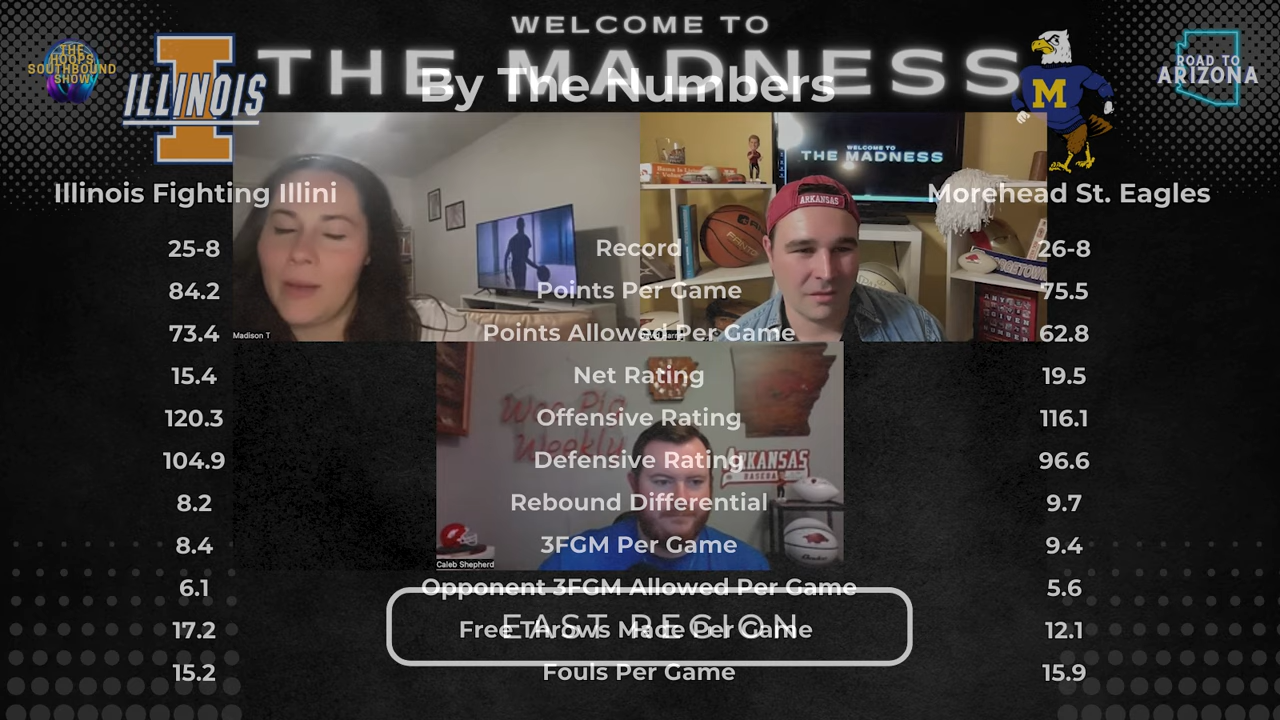 WELCOME TO
THE MADNESS
By The Numbers
THE
HOOPS
SOUTHBOUND
SHOW
ILLINOIS
M
ROAD TO
ARIZONA
Illinois Fighting Illini
Morehead St. Eagles
WELCOME TO
THE MADNESS
ARKANSAS
25-8 Record 26-8
84.2 Points Per Game 75.5
73.4 Points Allowed Per Game 62.8
Madison T
15.4 Net Rating 19.5
Woo Pig
Weekly
120.3 Offensive Rating 116.1
104.9 Defensive Rating 96.6
ARKANSAS
8.2 Rebound Differential 9.7
8.4 3FGM Per Game 9.4
Caleb Shepherd
6.1 Opponent 3FGM Allowed Per Game 5.6
EAST REGION
17.2 Free Throws Made Per Game 12.1
15.2 Fouls Per Game 15.9